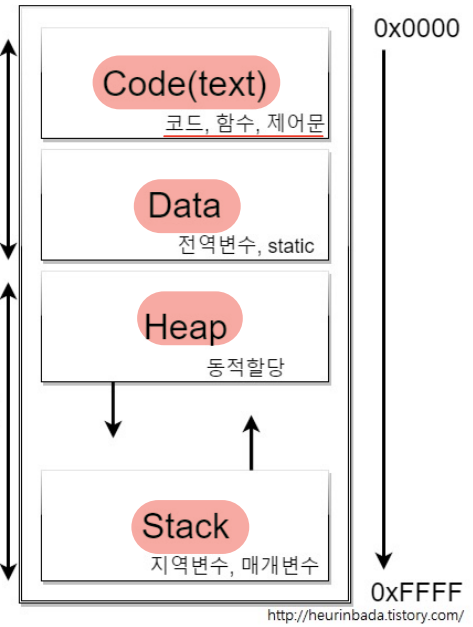 0x0000
Code(text)
코드, 함수, 제어문
Data
전역변수, static
Heap
동적할당
Stack
지역변수, 매개변수
0xFFFF
http://heurinbada.tistory.com/